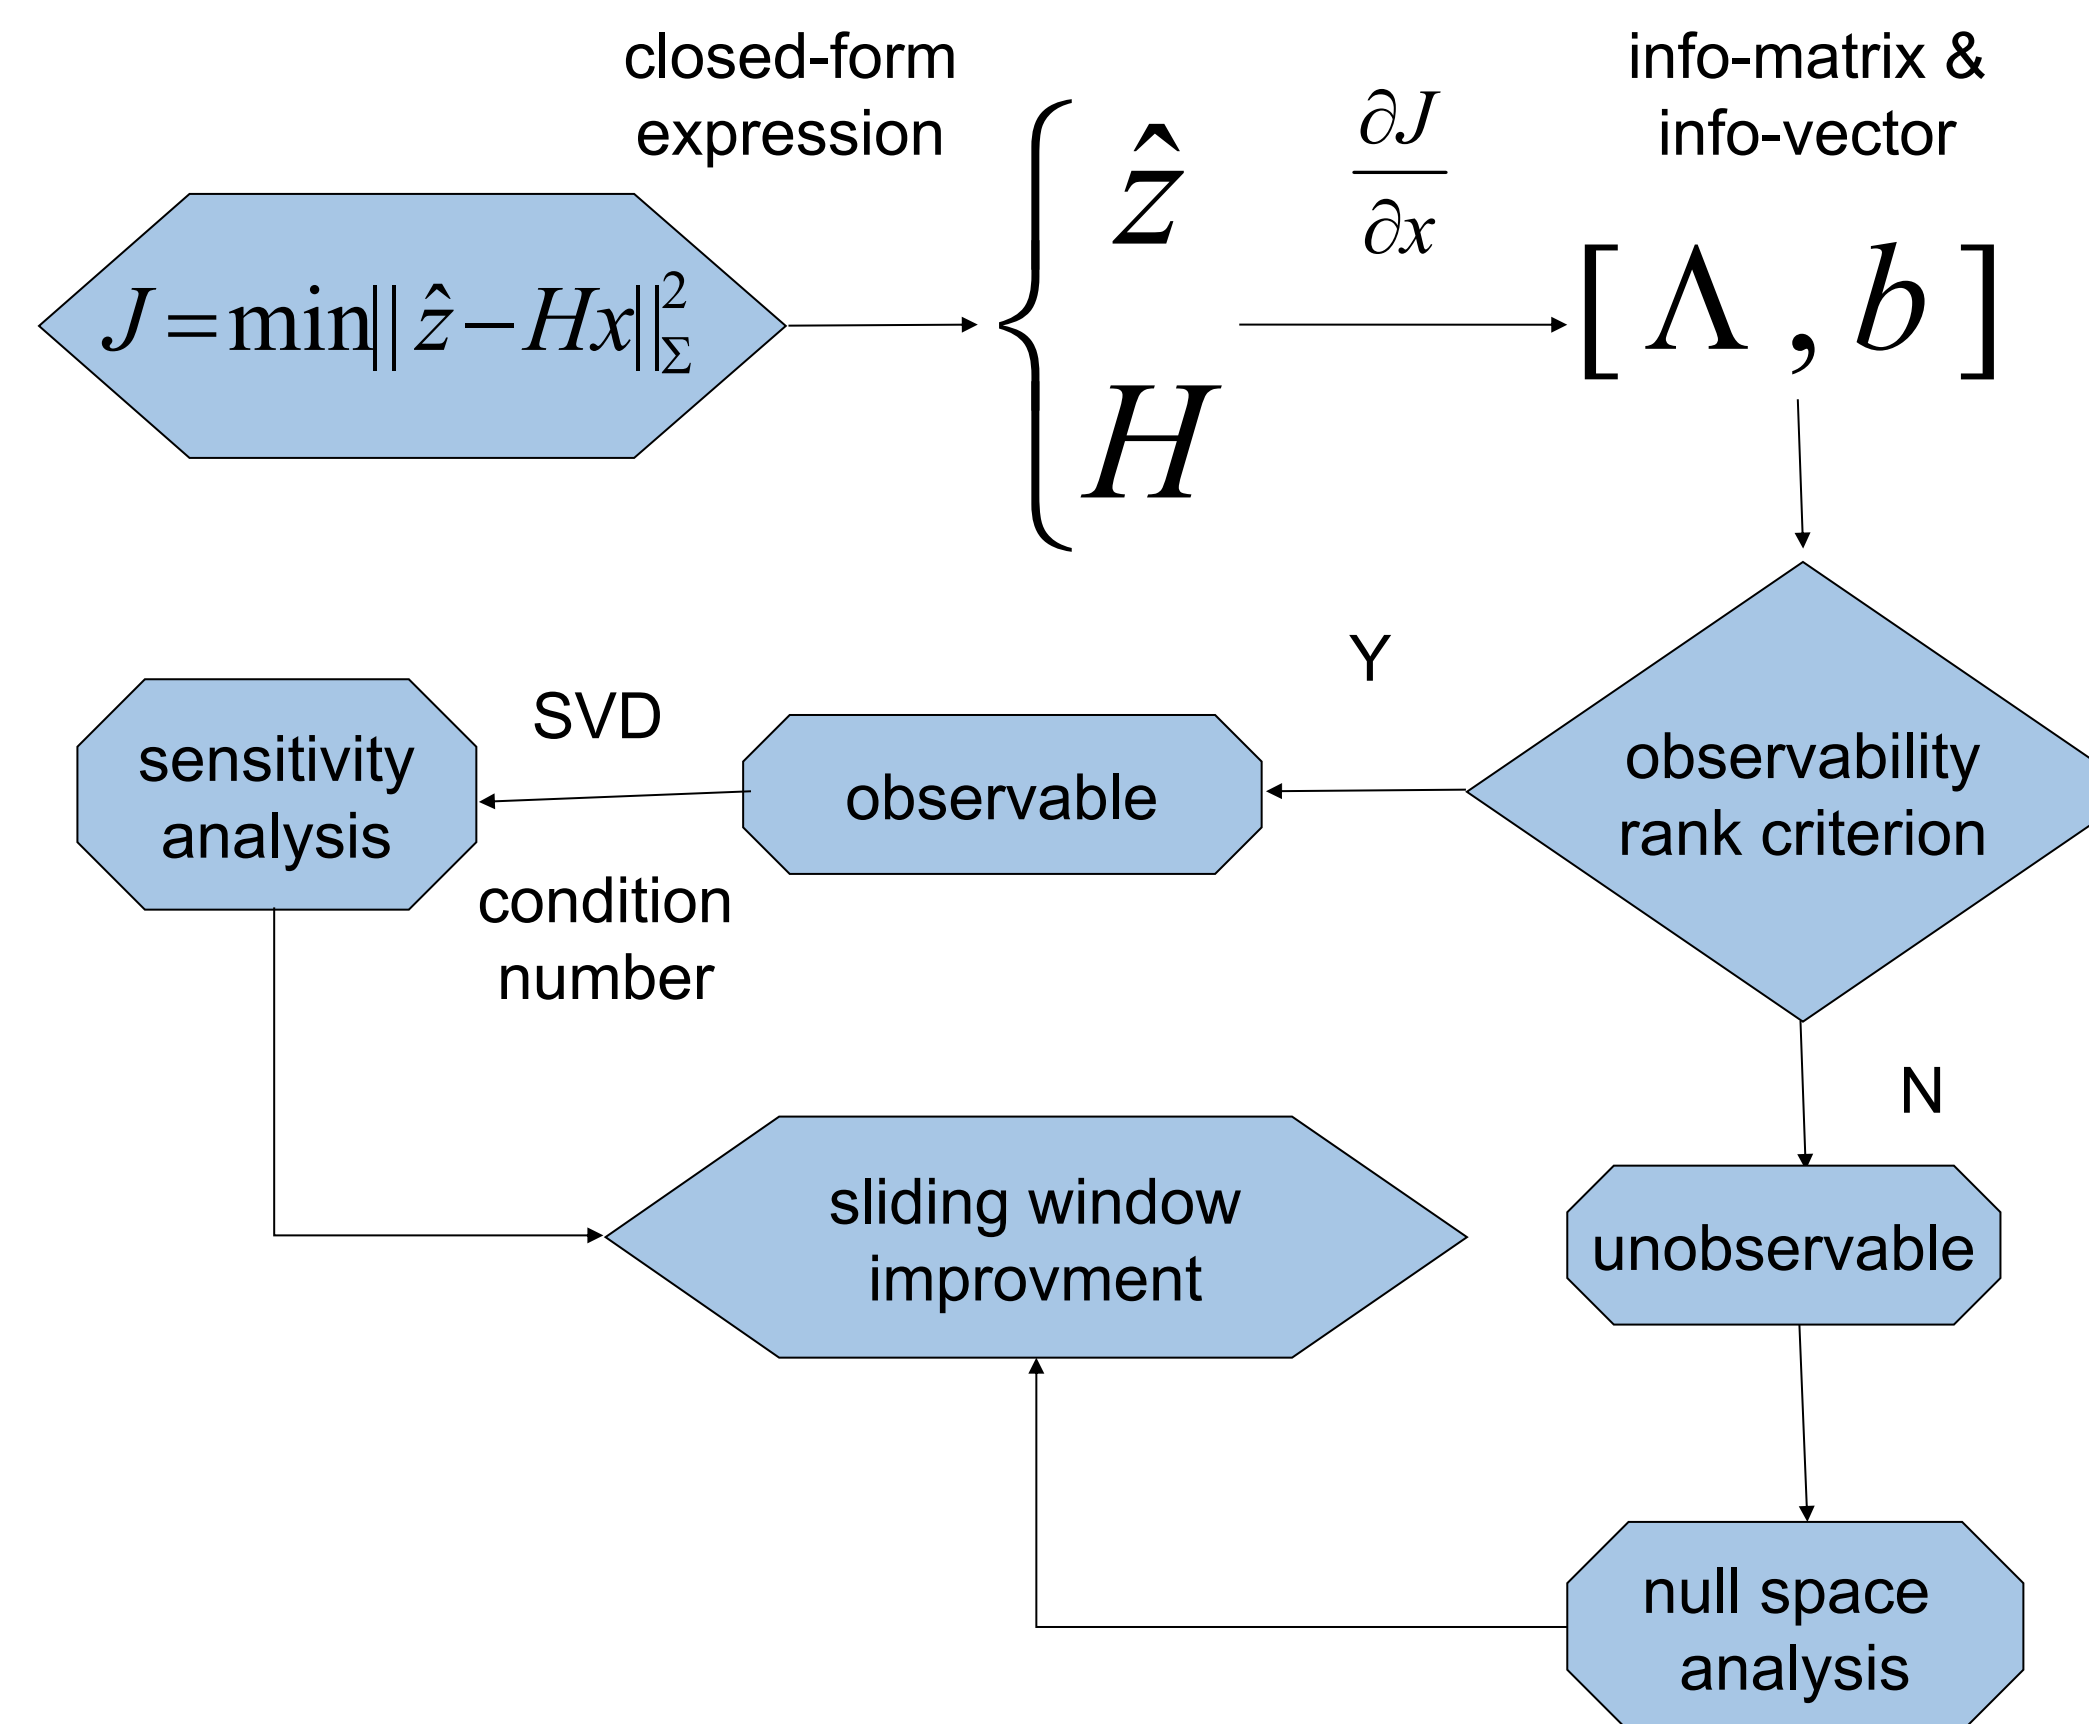 closed-form
expression
info-matrix &
info-vector
J = min|| ẑ − Hx||²_Σ
ẑ
H
∂J
∂x
[ Λ , b ]
Y
observability
rank criterion
observable
SVD
condition
number
sensitivity
analysis
N
unobservable
sliding window
improvment
null space
analysis